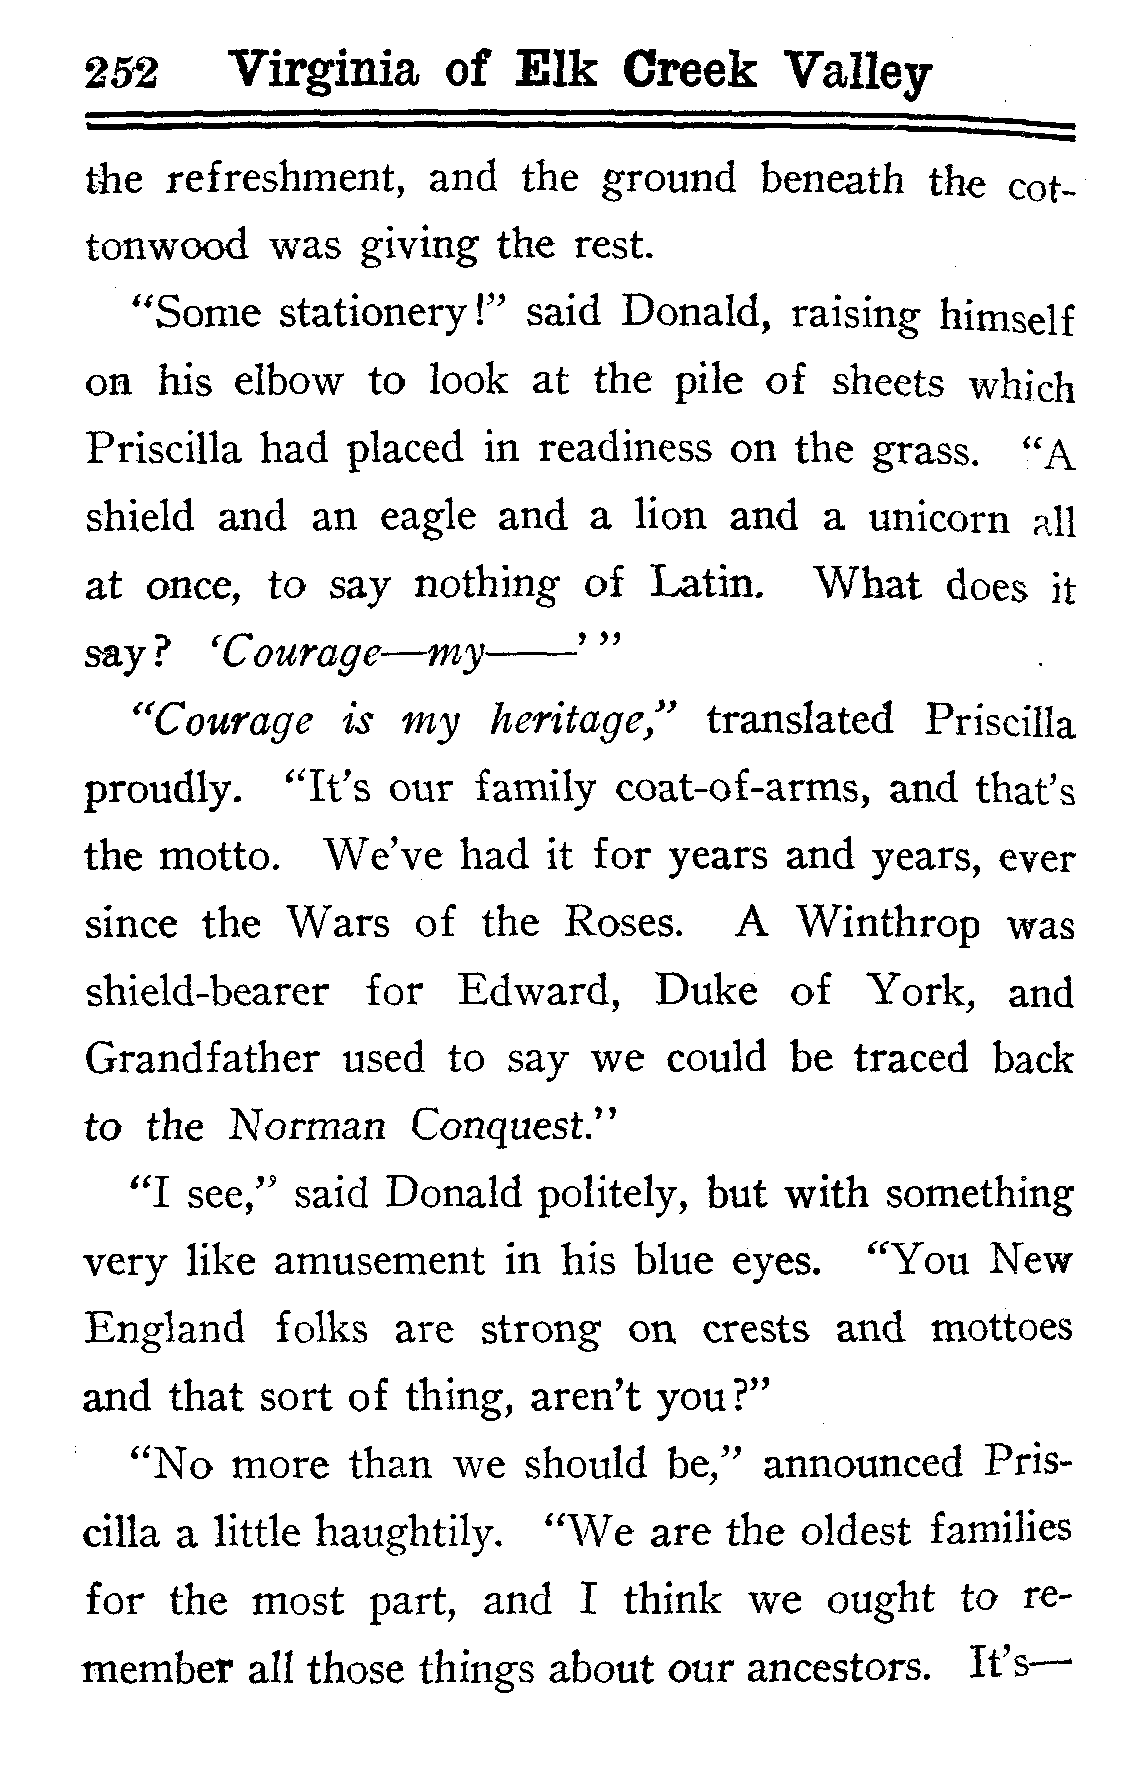 252 Virginia of Elk Creek Valley
the refreshment, and the ground beneath the cot-
tonwood was giving the rest.
“Some stationery!” said Donald, raising himself
on his elbow to look at the pile of sheets which
Priscilla had placed in readiness on the grass. “A
shield and an eagle and a lion and a unicorn all
at once, to say nothing of Latin. What does it
say? ‘Courage—my——’”
“Courage is my heritage,” translated Priscilla
proudly. “It’s our family coat-of-arms, and that’s
the motto. We’ve had it for years and years, ever
since the Wars of the Roses. A Winthrop was
shield-bearer for Edward, Duke of York, and
Grandfather used to say we could be traced back
to the Norman Conquest.”
“I see,” said Donald politely, but with something
very like amusement in his blue eyes. “You New
England folks are strong on crests and mottoes
and that sort of thing, aren’t you?”
“No more than we should be,” announced Pris-
cilla a little haughtily. “We are the oldest families
for the most part, and I think we ought to re-
member all those things about our ancestors. It’s—